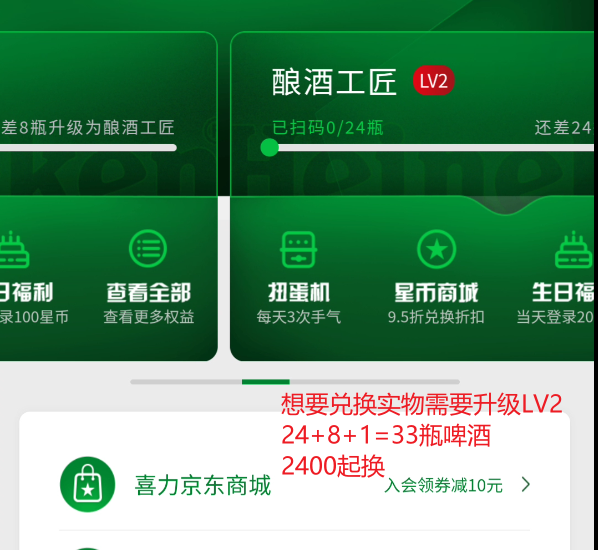 酿酒工匠 LV2
差8瓶升级为酿酒工匠
已扫码0/24瓶
还差24
日福利
录100星币
查看全部
查看更多权益
扭蛋机
每天3次手气
星币商城
9.5折兑换折扣
生日福
当天登录20
想要兑换实物需要升级LV2
24+8+1=33瓶啤酒
2400起换
喜力京东商城
入会领券减10元